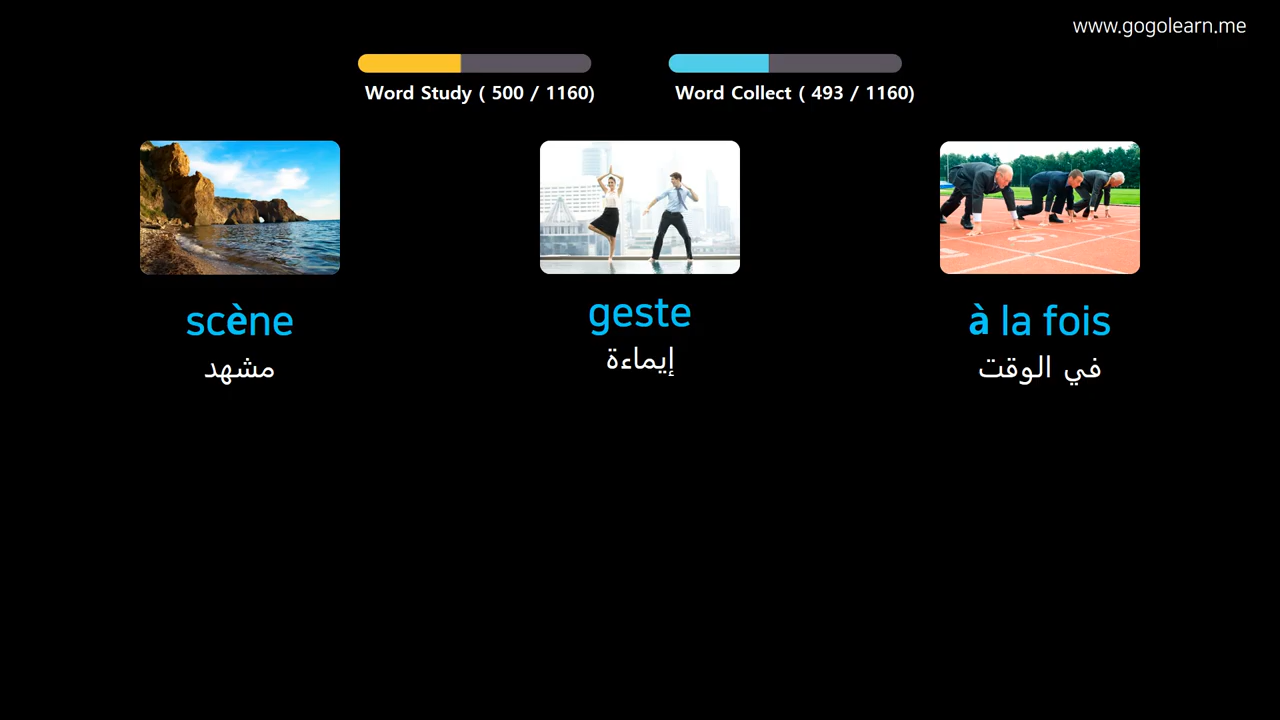 www.gogolearn.me
Word Study ( 500 / 1160)
Word Collect ( 493 / 1160)
scène
مشهد
geste
إيماءة
à la fois
في الوقت